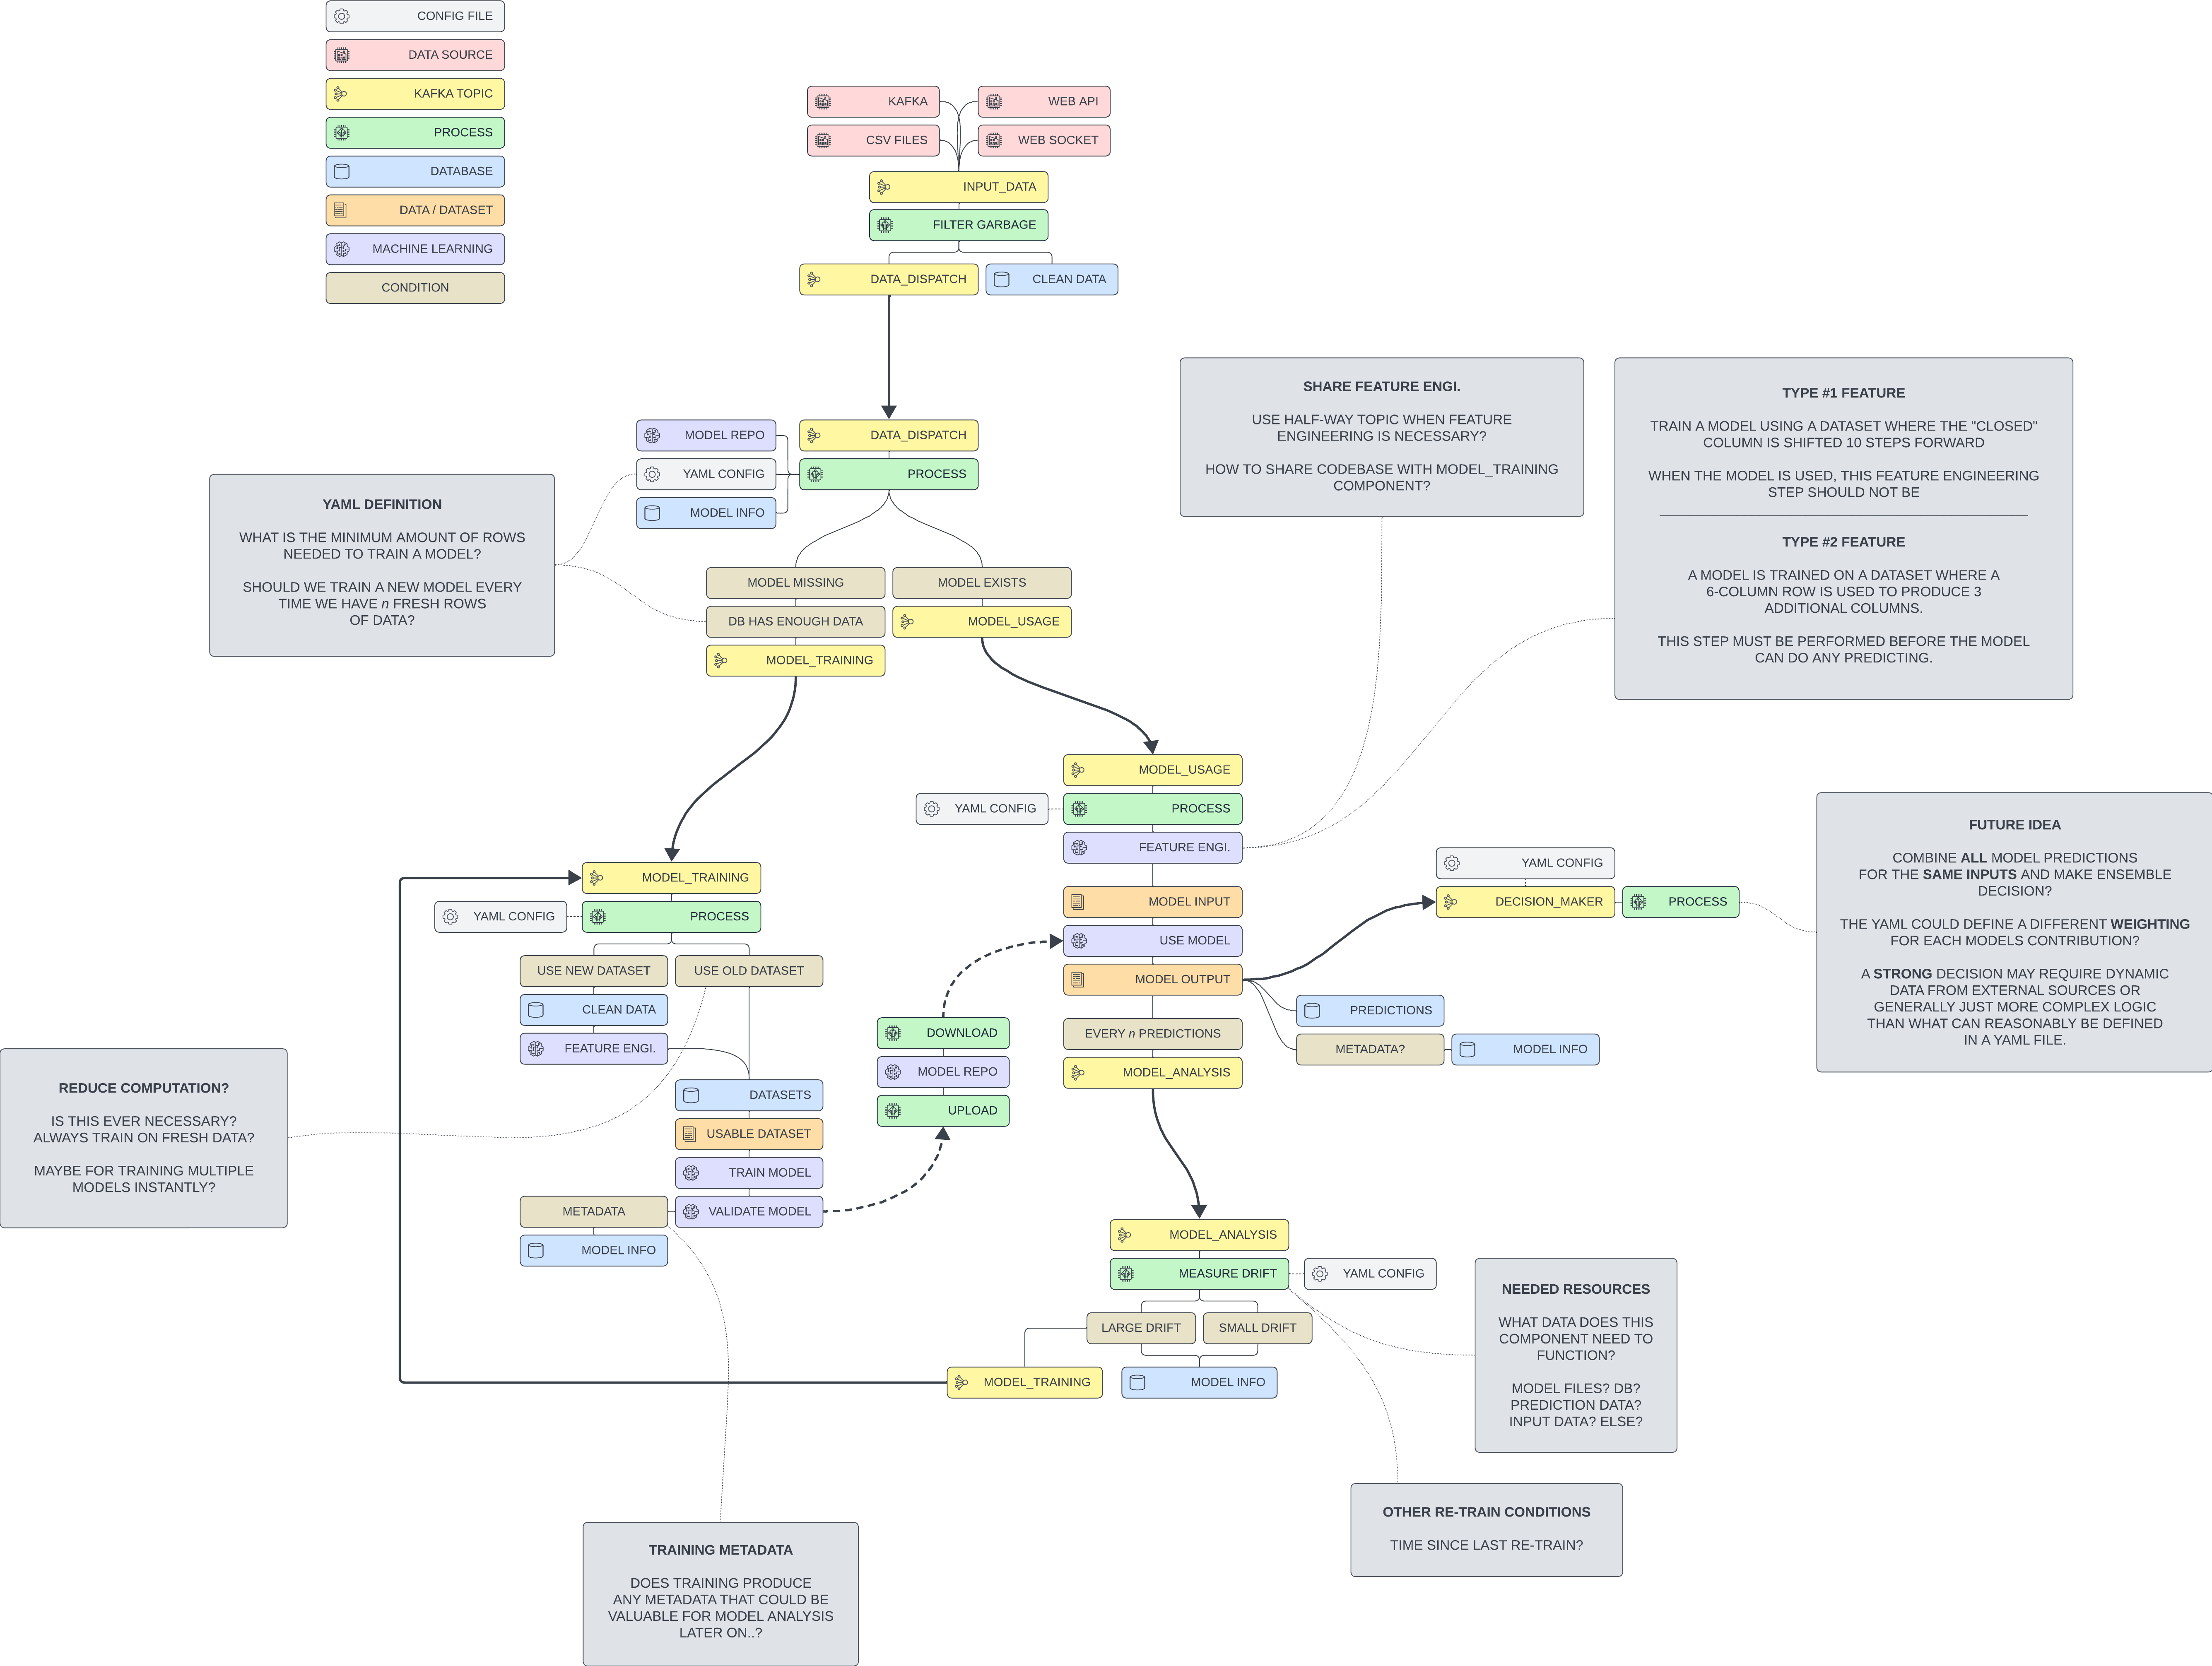 CONFIG FILE
DATA SOURCE
KAFKA TOPIC
PROCESS
DATABASE
DATA / DATASET
MACHINE LEARNING
CONDITION
KAFKA
WEB API
CSV FILES
WEB SOCKET
INPUT_DATA
FILTER GARBAGE
DATA_DISPATCH
CLEAN DATA
MODEL REPO
DATA_DISPATCH
YAML CONFIG
PROCESS
MODEL INFO
YAML DEFINITION
WHAT IS THE MINIMUM AMOUNT OF ROWS
NEEDED TO TRAIN A MODEL?
SHOULD WE TRAIN A NEW MODEL EVERY
TIME WE HAVE n FRESH ROWS
OF DATA?
MODEL MISSING
MODEL EXISTS
DB HAS ENOUGH DATA
MODEL_USAGE
MODEL_TRAINING
SHARE FEATURE ENGI.
USE HALF-WAY TOPIC WHEN FEATURE
ENGINEERING IS NECESSARY?
HOW TO SHARE CODEBASE WITH MODEL_TRAINING
COMPONENT?
TYPE #1 FEATURE
TRAIN A MODEL USING A DATASET WHERE THE "CLOSED"
COLUMN IS SHIFTED 10 STEPS FORWARD
WHEN THE MODEL IS USED, THIS FEATURE ENGINEERING
STEP SHOULD NOT BE
TYPE #2 FEATURE
A MODEL IS TRAINED ON A DATASET WHERE A
6-COLUMN ROW IS USED TO PRODUCE 3
ADDITIONAL COLUMNS.
THIS STEP MUST BE PERFORMED BEFORE THE MODEL
CAN DO ANY PREDICTING.
MODEL_USAGE
YAML CONFIG
PROCESS
FEATURE ENGI.
MODEL INPUT
USE MODEL
MODEL OUTPUT
EVERY n PREDICTIONS
MODEL_ANALYSIS
YAML CONFIG
DECISION_MAKER
PROCESS
PREDICTIONS
METADATA?
MODEL INFO
FUTURE IDEA
COMBINE ALL MODEL PREDICTIONS
FOR THE SAME INPUTS AND MAKE ENSEMBLE
DECISION?
THE YAML COULD DEFINE A DIFFERENT WEIGHTING
FOR EACH MODELS CONTRIBUTION?
A STRONG DECISION MAY REQUIRE DYNAMIC
DATA FROM EXTERNAL SOURCES OR
GENERALLY JUST MORE COMPLEX LOGIC
THAN WHAT CAN REASONABLY BE DEFINED
IN A YAML FILE.
MODEL_TRAINING
YAML CONFIG
PROCESS
USE NEW DATASET
USE OLD DATASET
CLEAN DATA
FEATURE ENGI.
DATASETS
USABLE DATASET
TRAIN MODEL
METADATA
VALIDATE MODEL
MODEL INFO
DOWNLOAD
MODEL REPO
UPLOAD
REDUCE COMPUTATION?
IS THIS EVER NECESSARY?
ALWAYS TRAIN ON FRESH DATA?
MAYBE FOR TRAINING MULTIPLE
MODELS INSTANTLY?
MODEL_ANALYSIS
MEASURE DRIFT
YAML CONFIG
LARGE DRIFT
SMALL DRIFT
MODEL_TRAINING
MODEL INFO
NEEDED RESOURCES
WHAT DATA DOES THIS
COMPONENT NEED TO
FUNCTION?
MODEL FILES? DB?
PREDICTION DATA?
INPUT DATA? ELSE?
OTHER RE-TRAIN CONDITIONS
TIME SINCE LAST RE-TRAIN?
TRAINING METADATA
DOES TRAINING PRODUCE
ANY METADATA THAT COULD BE
VALUABLE FOR MODEL ANALYSIS
LATER ON..?